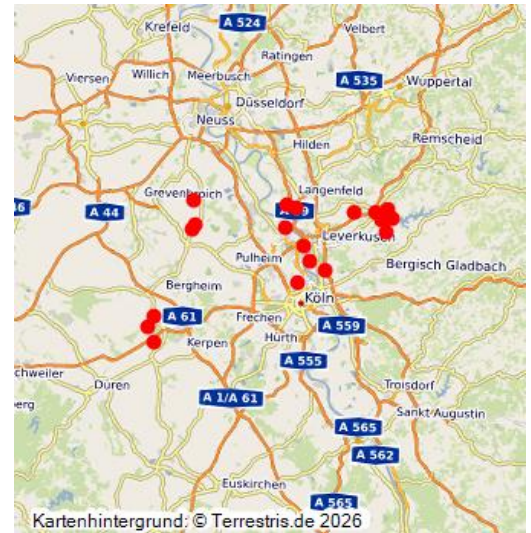 Krefeld
A 524
Velbert
Ratingen
Viersen
Willich
Meerbusch
A 535
Wuppertal
Düsseldorf
Neuss
Remscheid
Hilden
Grevenbroich
Langenfeld
A 44
Leverkusen
Pulheim
Bergisch Gladbach
Bergheim
A 61
Köln
Frechen
A 559
Kerpen
Hürth
A 555
Düren
Troisdorf
A 1/A 61
Sankt Augustin
A 565
A 562
Euskirchen
A 565
Kartenhintergrund: © Terrestris.de 2026